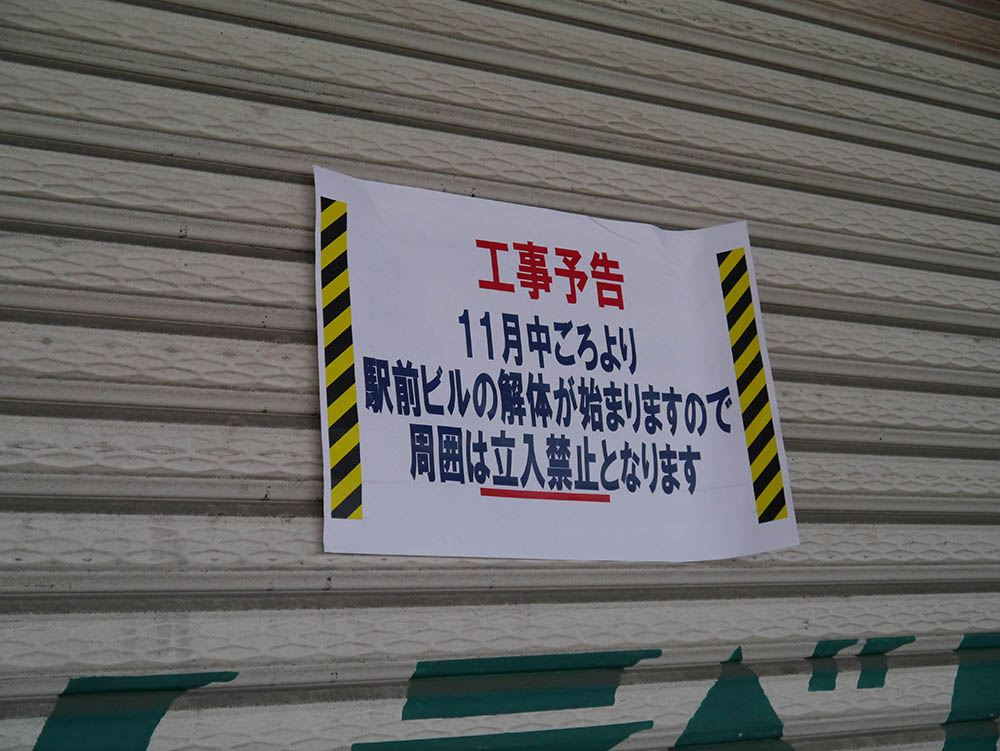 工事予告
11月中ごろより
駅前ビルの解体が始まりますので
周囲は立入禁止となります